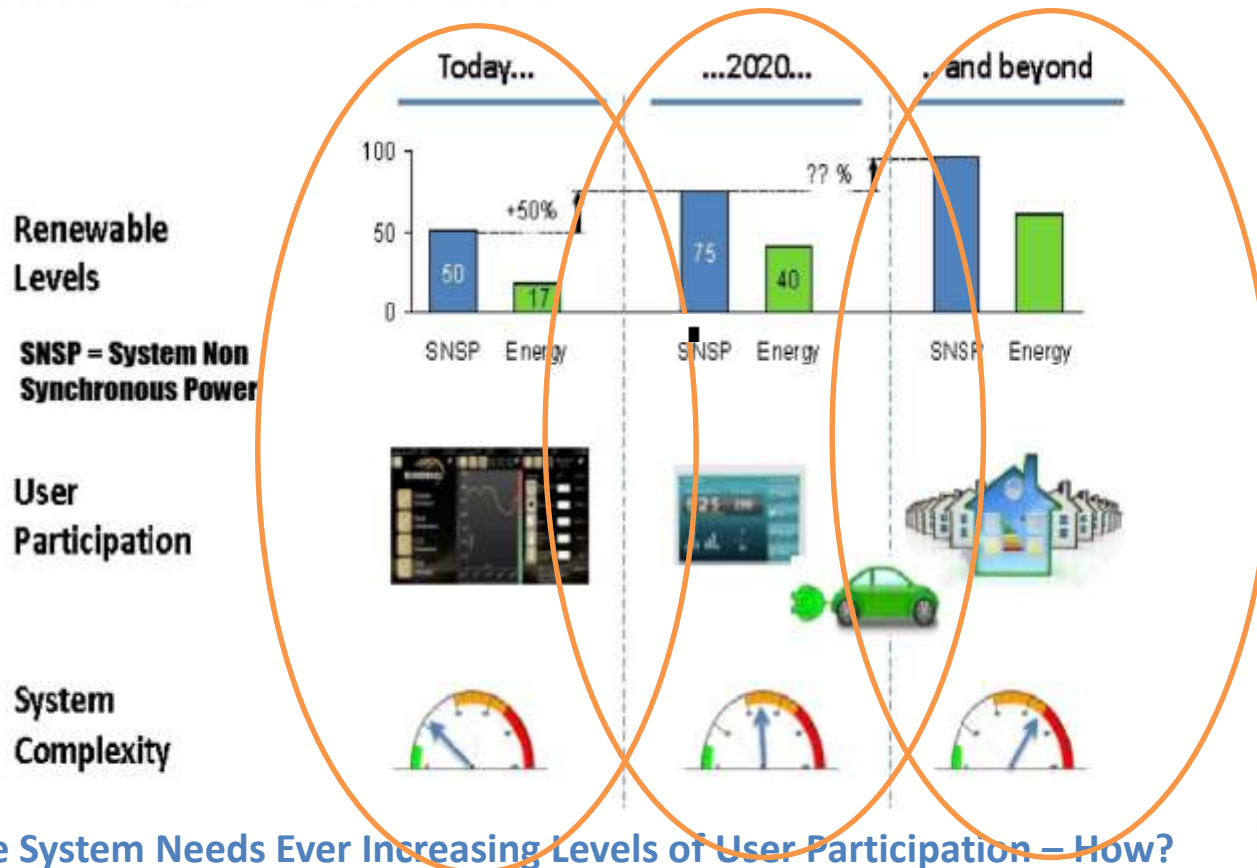 Today...
...2020...
...and beyond
100
50
0
+50%
?? %
50
17
75
40
SNSP Energy
SNSP Energy
SNSP Energy
Renewable
Levels
SNSP = System Non
Synchronous Power
User
Participation
System
Complexity
e System Needs Ever Increasing Levels of User Participation – How?